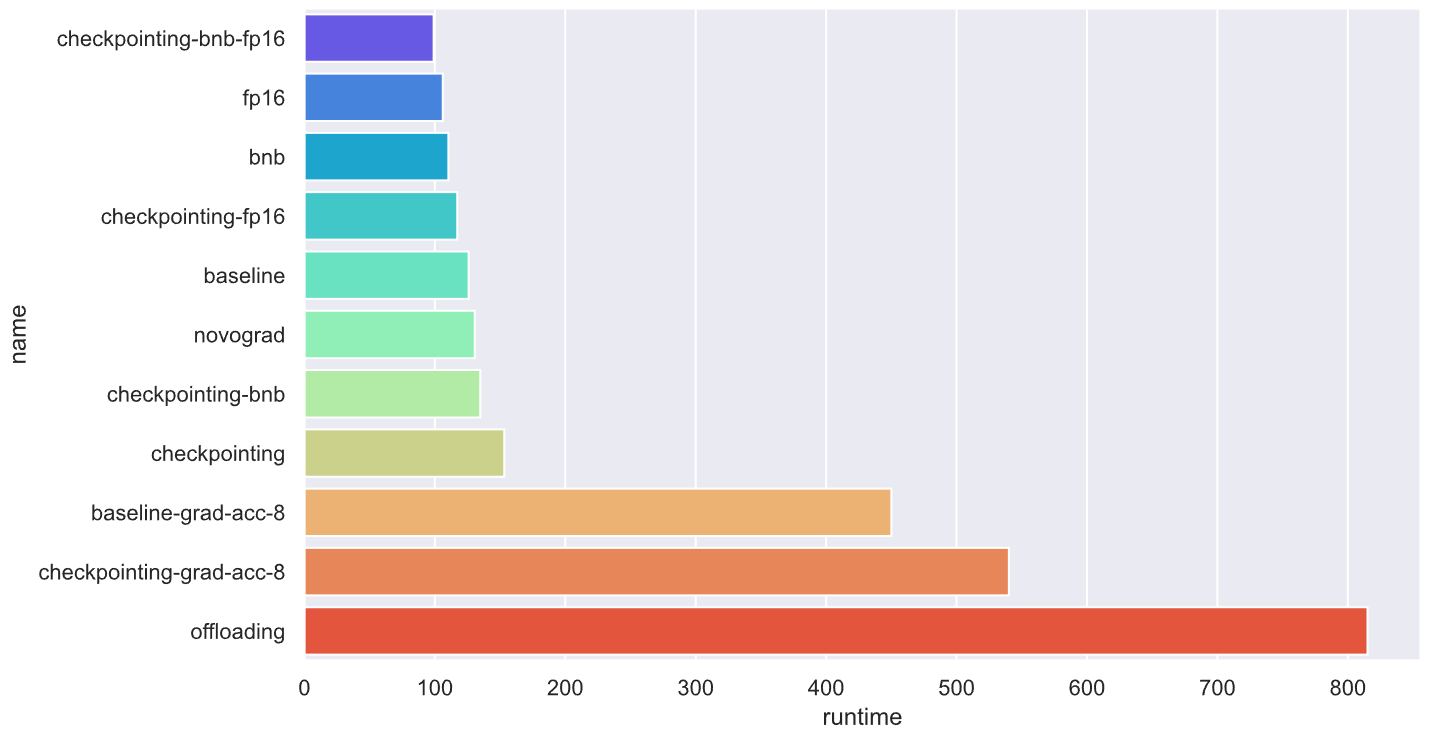 checkpointing-bnb-fp16
fp16
bnb
checkpointing-fp16
baseline
novograd
checkpointing-bnb
checkpointing
baseline-grad-acc-8
checkpointing-grad-acc-8
offloading
name
0 100 200 300 400 500 600 700 800
runtime